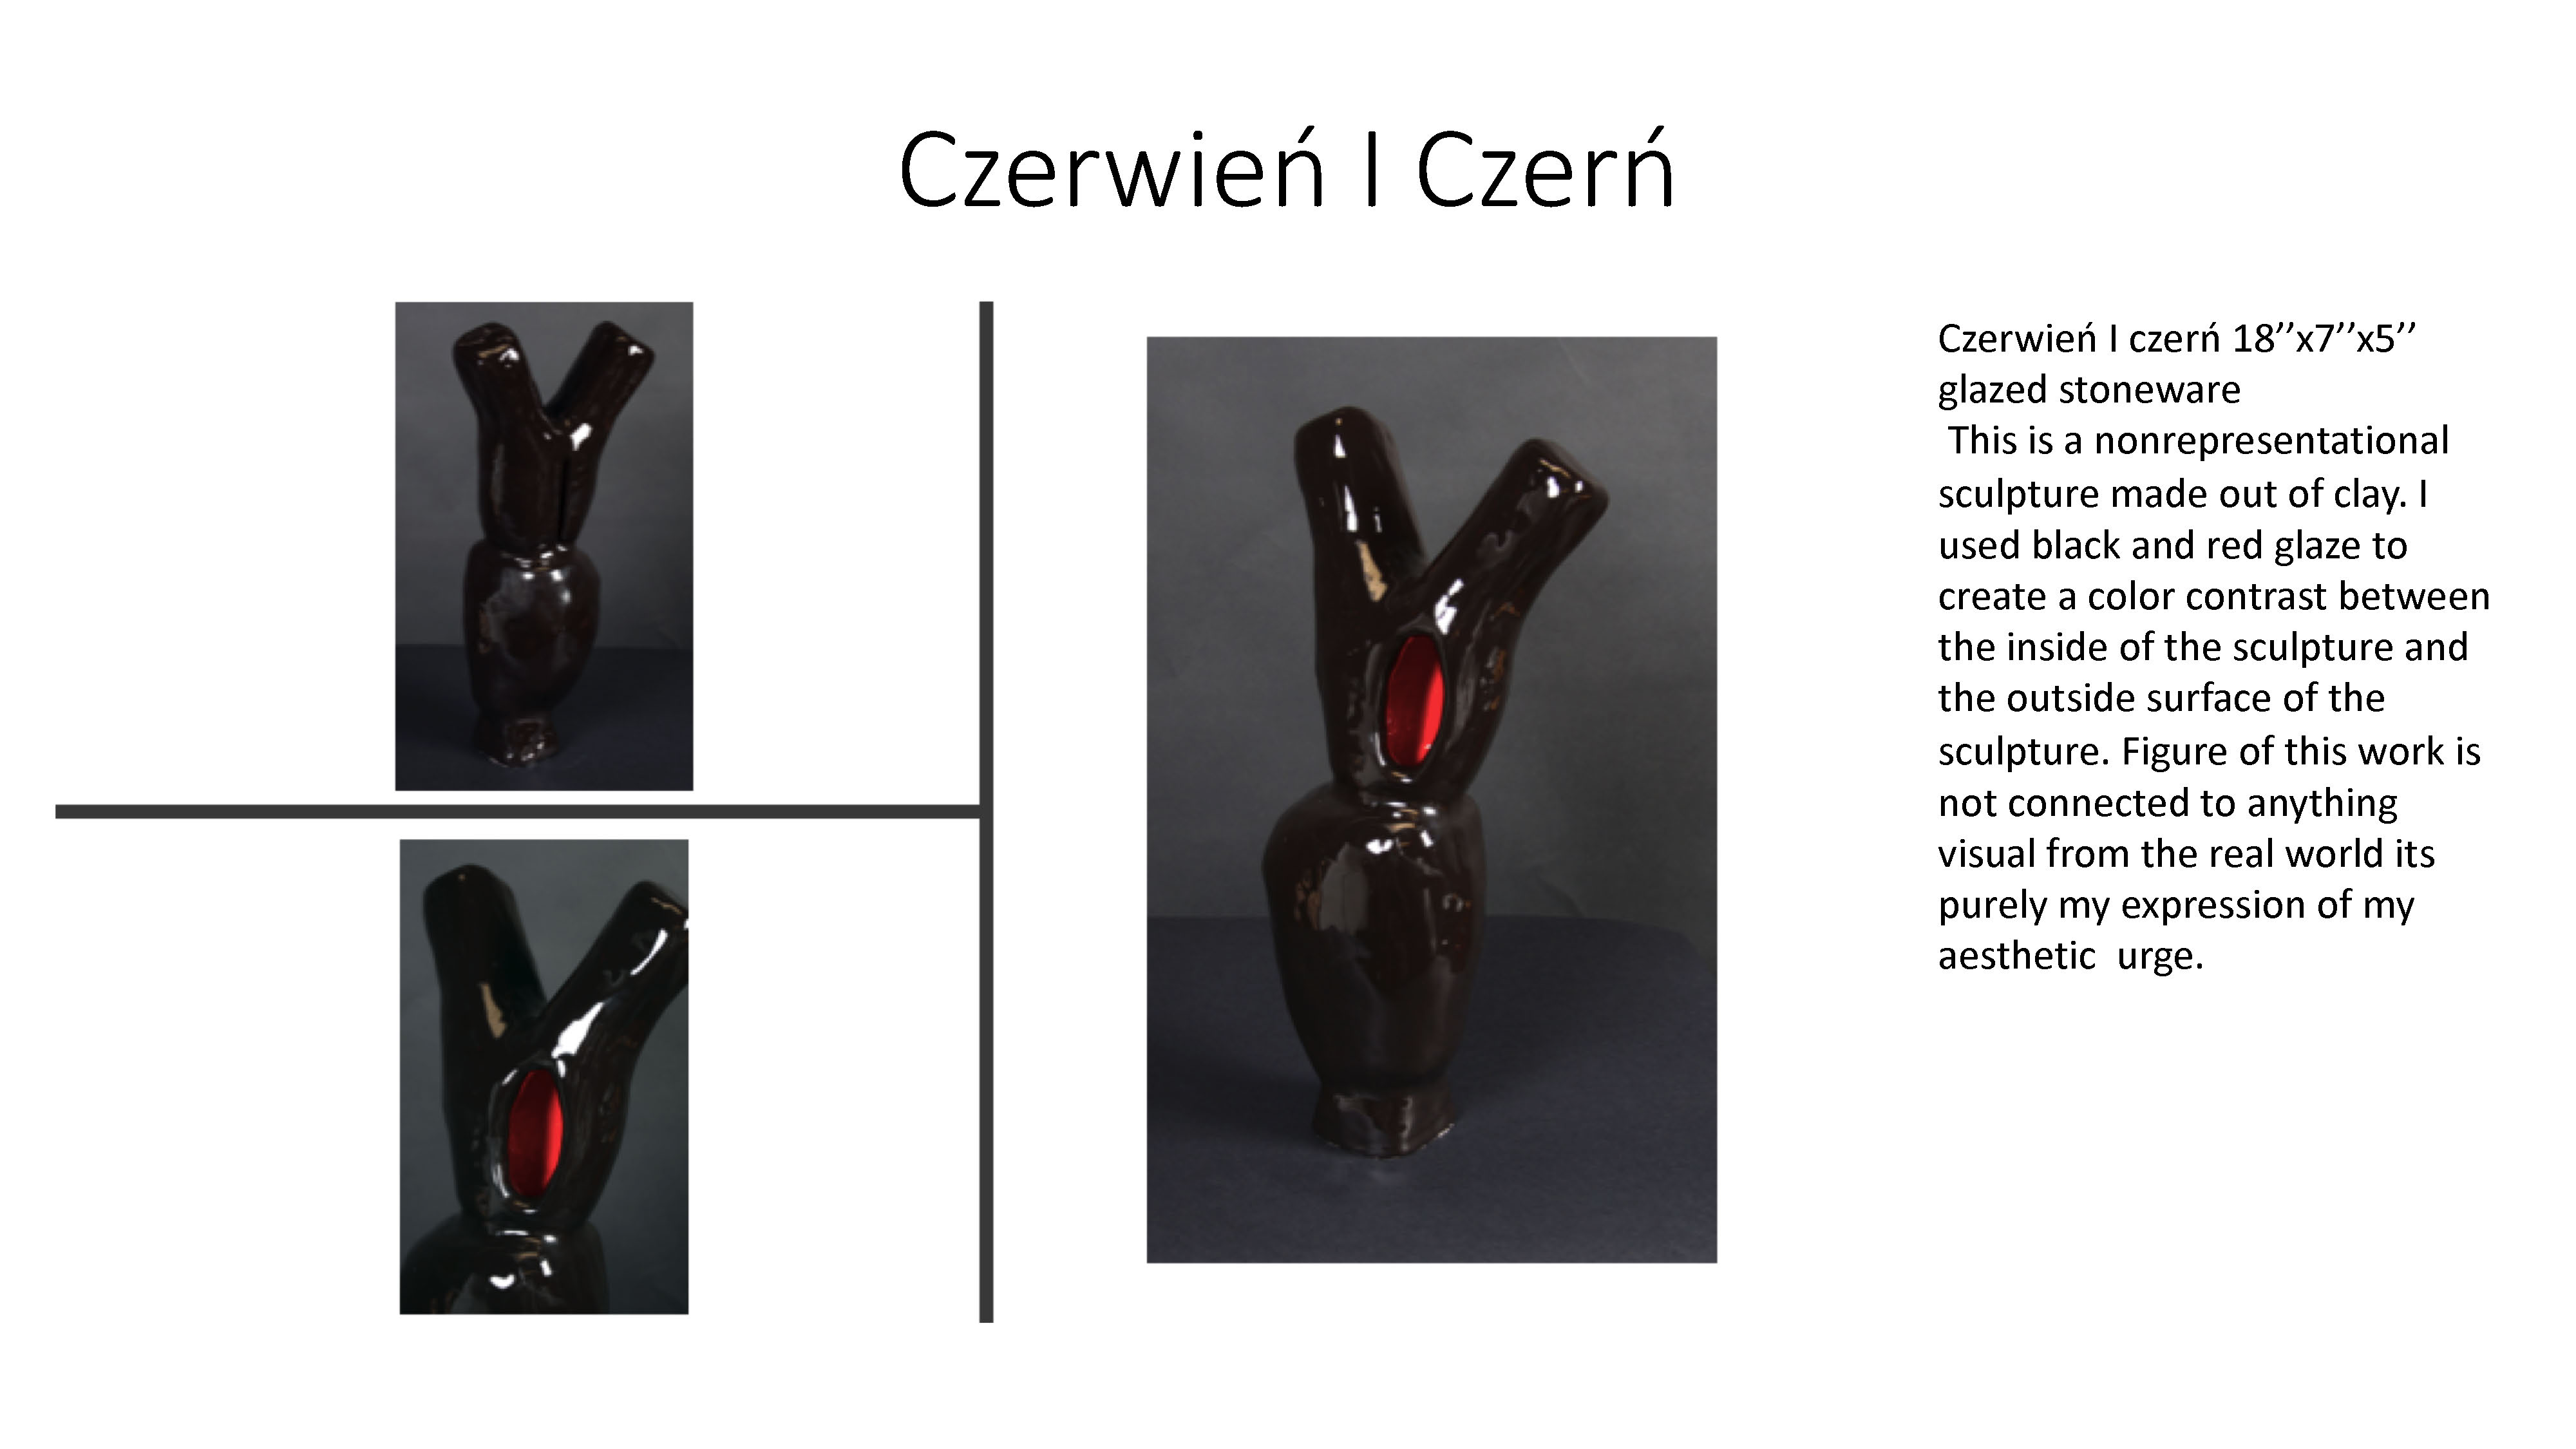 Czerwień I Czerń
Czerwień I czerń 18’’x7’’x5’’
glazed stoneware
This is a nonrepresentational
sculpture made out of clay. I
used black and red glaze to
create a color contrast between
the inside of the sculpture and
the outside surface of the
sculpture. Figure of this work is
not connected to anything
visual from the real world its
purely my expression of my
aesthetic  urge.